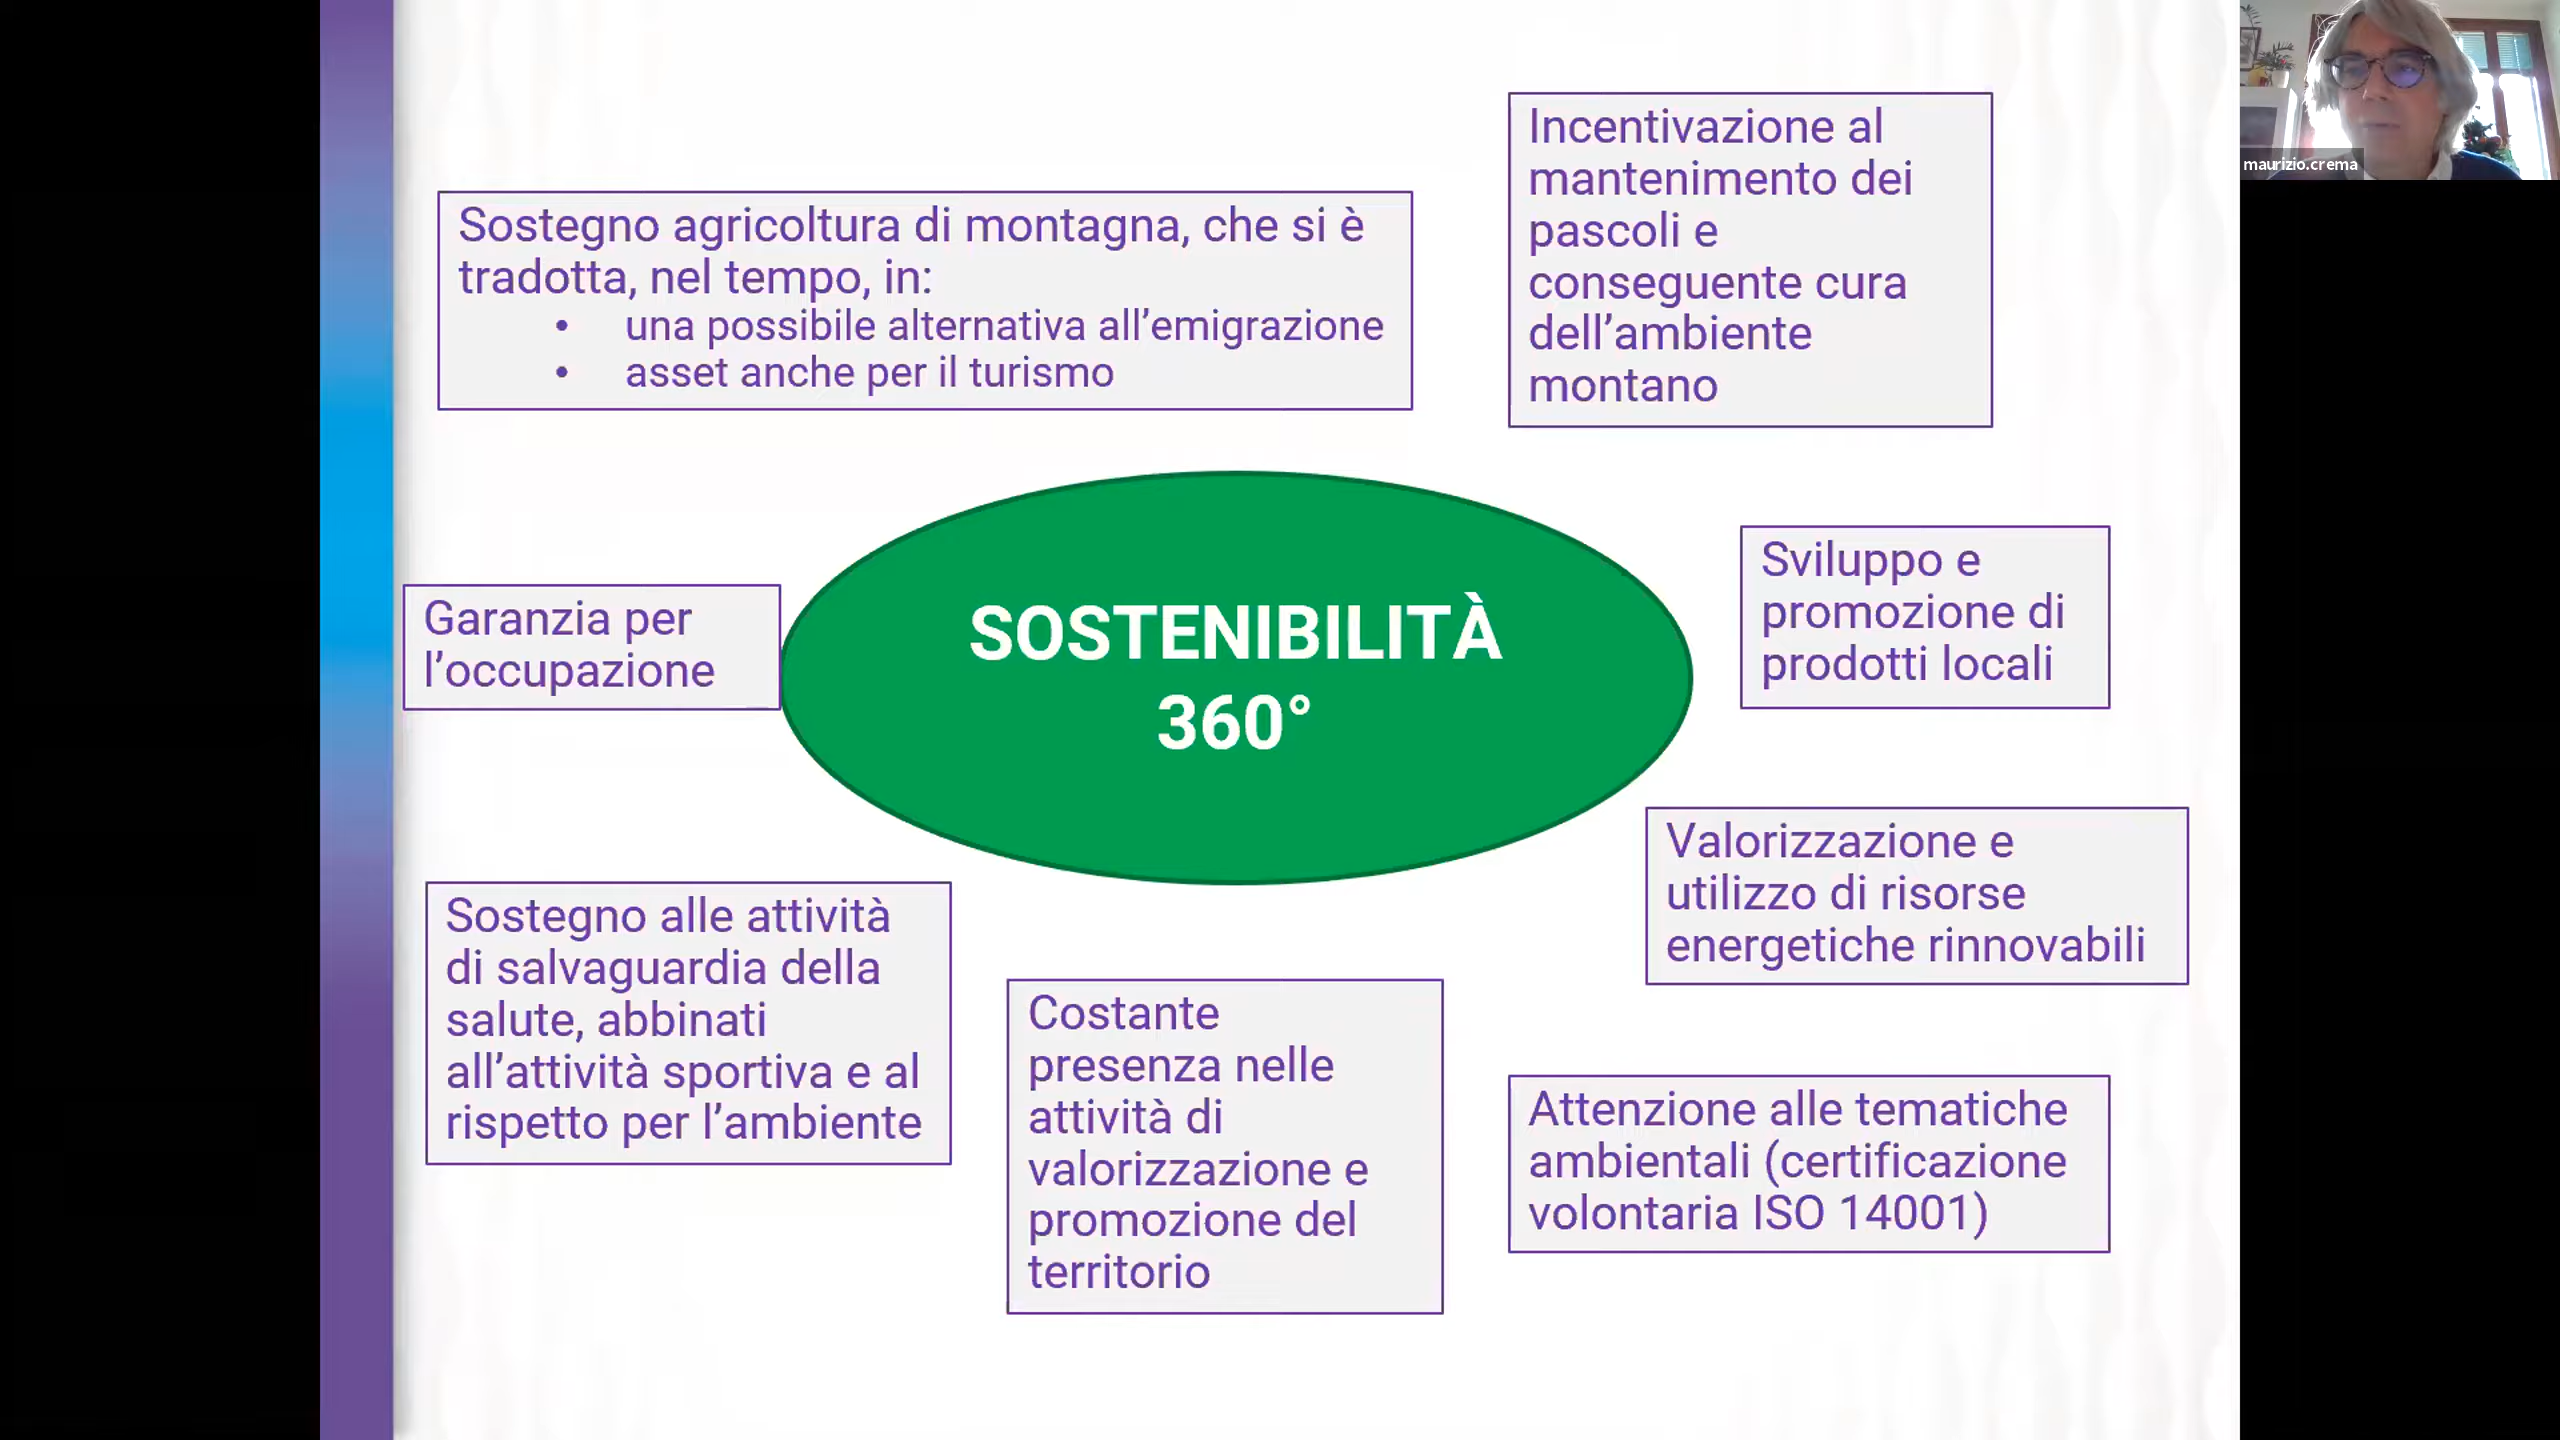 Sostegno agricoltura di montagna, che si è
tradotta, nel tempo, in:
• una possibile alternativa all’emigrazione
• asset anche per il turismo
Incentivazione al
mantenimento dei
pascoli e
conseguente cura
dell’ambiente
montano
maurizio.crema
Garanzia per
l’occupazione
SOSTENIBILITÀ
360°
Sviluppo e
promozione di
prodotti locali
Valorizzazione e
utilizzo di risorse
energetiche rinnovabili
Sostegno alle attività
di salvaguardia della
salute, abbinati
all’attività sportiva e al
rispetto per l’ambiente
Costante
presenza nelle
attività di
valorizzazione e
promozione del
territorio
Attenzione alle tematiche
ambientali (certificazione
volontaria ISO 14001)